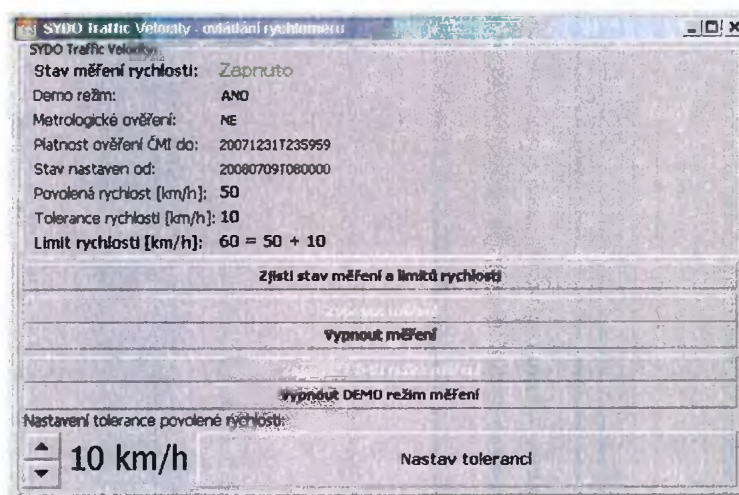 SYDO Traffic Velocity - ovládání rychloměru
SYDO Traffic Velocity:
Stav měření rychlosti: Zapnuto
Demo režim: ANO
Metrologické ověření: NE
Platnost ověření ČMI do: 20071231T235959
Stav nastaven od: 20080709T080000
Povolená rychlost [km/h]: 50
Tolerance rychlosti [km/h]: 10
Limit rychlosti [km/h]: 60 = 50 + 10
Zjisti stav měření a limitů rychlosti
Vypnout měření
Vypnout DEMO režim měření
Nastavení tolerance povolené rychlosti:
10 km/h
Nastav toleranci